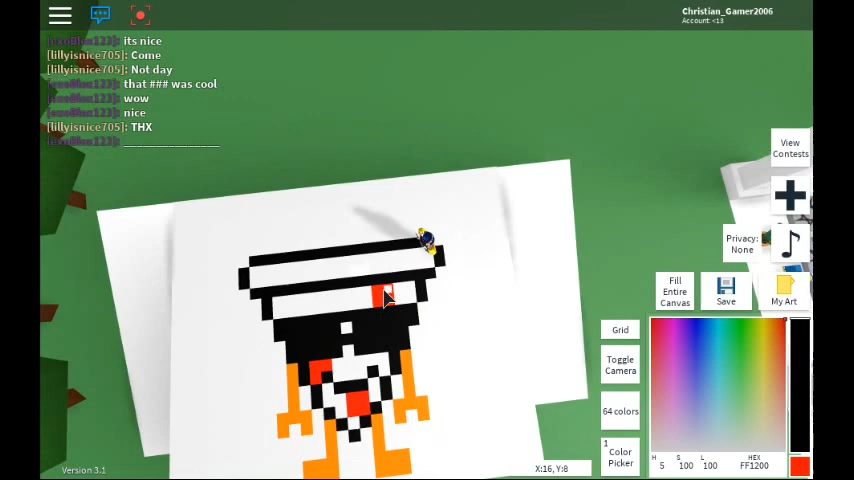 Christian_Gamer2006
Account: <13
its nice
[lillyisnice705]: Come
[lillyisnice705]: Not day
that ### was cool
wow
nice
[lillyisnice705]: THX
_______________
View
Contests
Privacy:
None
Fill
Entire
Canvas
Save
My Art
Grid
Toggle
Camera
64 colors
1
Color
Picker
H S L HEX
5 100 100 FF1200
Version 3.1
X:16, Y:8